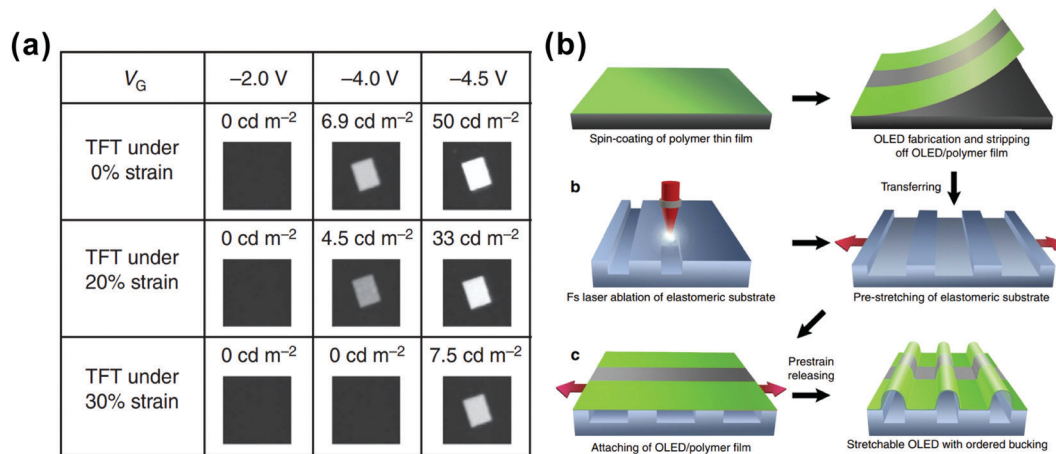 (a)
V_G
–2.0 V
–4.0 V
–4.5 V
TFT under
0% strain
0 cd m⁻²
6.9 cd m⁻²
50 cd m⁻²
TFT under
20% strain
0 cd m⁻²
4.5 cd m⁻²
33 cd m⁻²
TFT under
30% strain
0 cd m⁻²
0 cd m⁻²
7.5 cd m⁻²
(b)
Spin-coating of polymer thin film
OLED fabrication and stripping
off OLED/polymer film
Transferring
b
Fs laser ablation of elastomeric substrate
Pre-stretching of elastomeric substrate
c
Prestrain
releasing
Attaching of OLED/polymer film
Stretchable OLED with ordered bucking